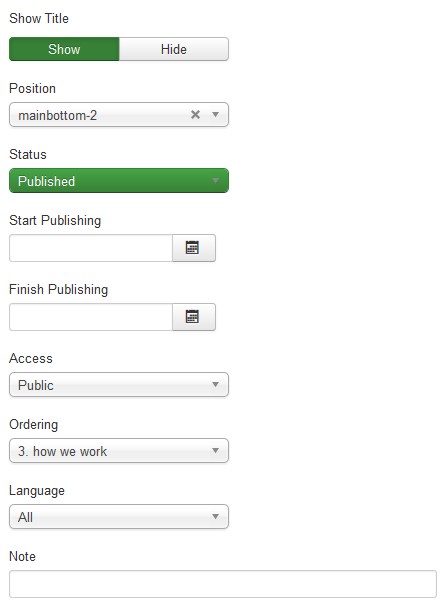 Show Title
Show Hide
Position
mainbottom-2
Status
Published
Start Publishing
Finish Publishing
Access
Public
Ordering
3. how we work
Language
All
Note